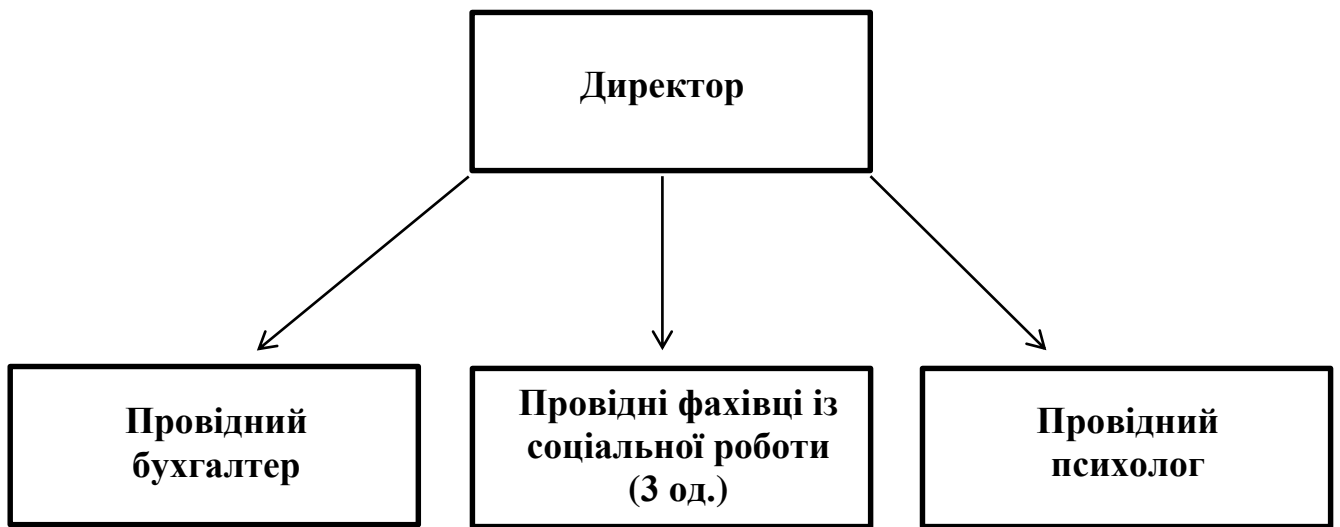 Директор
Провідний
бухгалтер
Провідні фахівці із
соціальної роботи
(3 од.)
Провідний
психолог